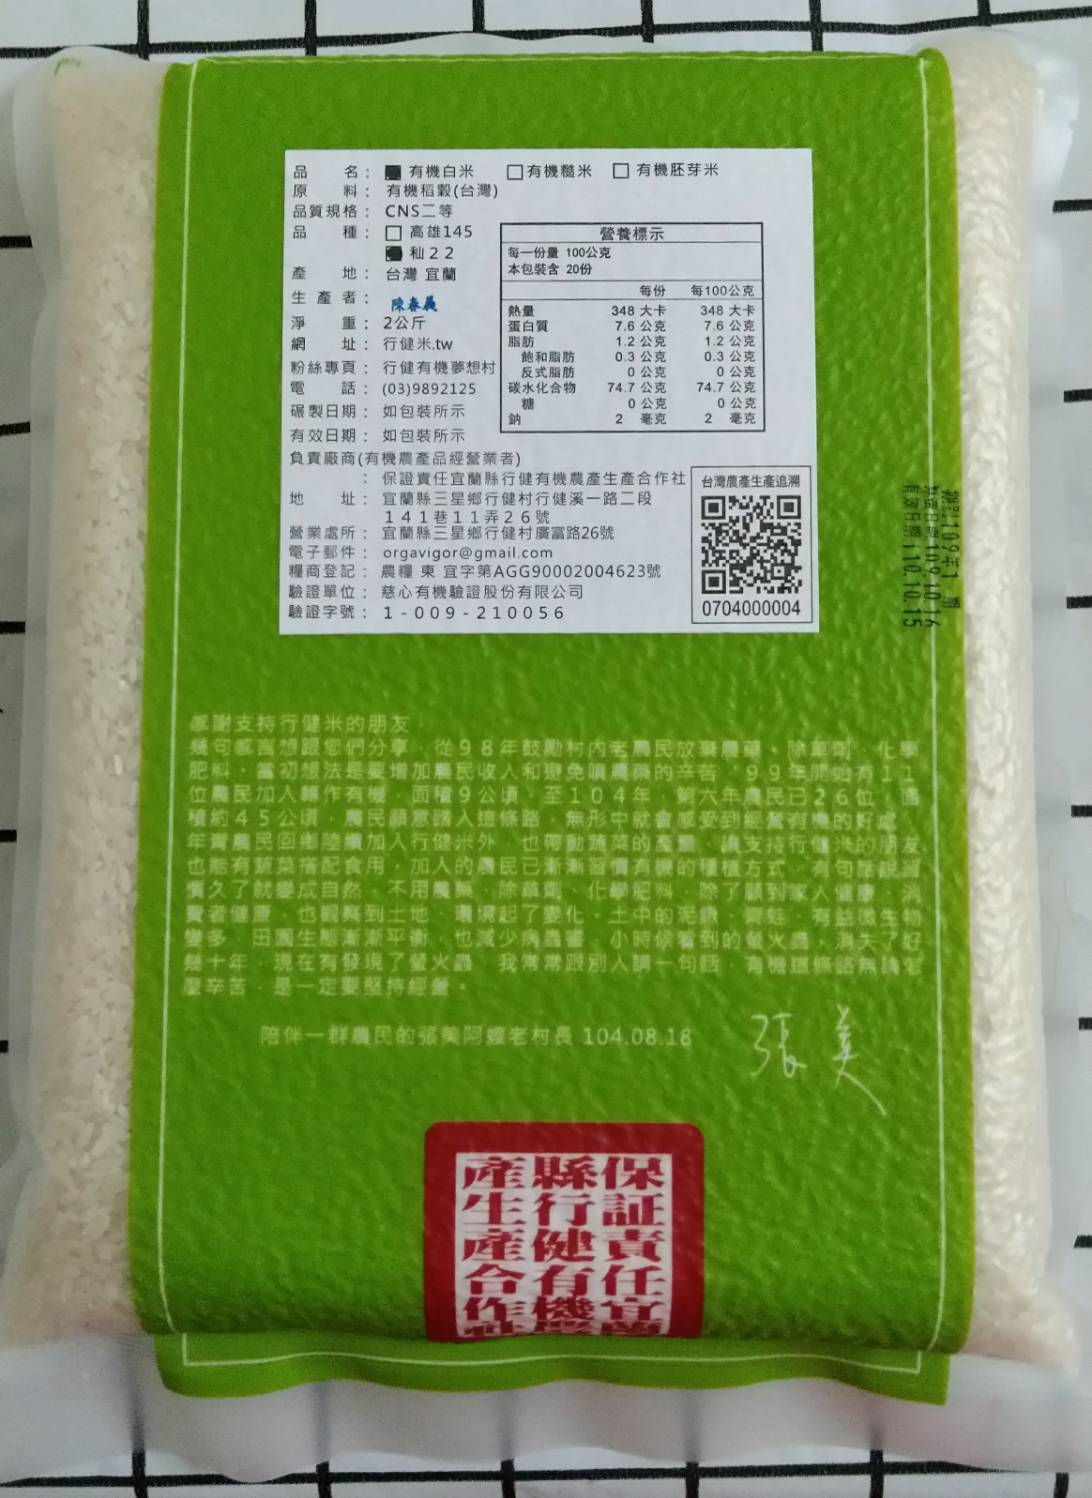 品 名： ■ 有機白米 □ 有機糙米 □ 有機胚芽米
原 料： 有機稻穀(台灣)
品質規格： CNS二等
品 種： □ 高雄145
■ 秈22
產 地： 台灣 宜蘭
生 產 者： 陳春義
淨 重： 2公斤
網 址： 行健米.tw
粉絲專頁： 行健有機夢想村
電 話： (03)9892125
碾製日期： 如包裝所示
有效日期： 如包裝所示
營養標示
每一份量 100公克
本包裝含 20份
每份 每100公克
熱量 348 大卡 348 大卡
蛋白質 7.6 公克 7.6 公克
脂肪 1.2 公克 1.2 公克
飽和脂肪 0.3 公克 0.3 公克
反式脂肪 0 公克 0 公克
碳水化合物 74.7 公克 74.7 公克
糖 0 公克 0 公克
鈉 2 毫克 2 毫克
負責廠商(有機農產品經營業者)
： 保證責任宜蘭縣行健有機農產生產合作社
地 址： 宜蘭縣三星鄉行健村行健溪一路二段
141巷11弄26號
營業處所： 宜蘭縣三星鄉行健村廣富路26號
電子郵件： orgavigor@gmail.com
糧商登記： 農糧 東 宜字第AGG90002004623號
驗證單位： 慈心有機驗證股份有限公司
驗證字號： 1-009-210056
台灣農產生產追溯
0704000004
期別109年1 期
109.10.16
有效日期110.10.15
感謝支持行健米的朋友，
幾句感言想跟您們分享，從98年鼓勵村內老農民放棄農藥、除草劑、化學
肥料，當初想法是要增加農民收入和避免噴農藥的辛苦，99年開始有11
位農民加入轉作有機，面積9公頃，至104年，第六年農民已26位，面
積約45公頃，農民願意踏入這條路，無形中就會感受到經營有機的好處，
年青農民回鄉陸續加入行健米外，也帶動蔬菜的產量，讓支持行健米的朋友
也能有蔬菜搭配食用，加入的農民已漸漸習慣有機的種植方式，有句話說習
慣久了就變成自然，不用農藥、除草劑、化學肥料，除了顧到家人健康、消
費者健康，也觀察到土地、環境起了變化，土中的泥鰍、青蛙、有益微生物
變多，田園生態漸漸平衡，也減少病蟲害，小時候看到的螢火蟲，消失了好
幾十年，現在有發現了螢火蟲，我常常跟別人講一句話，有機這條路無論怎
麼辛苦，是一定要堅持經營。
陪伴一群農民的張美阿嬤老村長 104.08.18
張美
保証責任宜蘭
縣行健有機農
產生產合作社